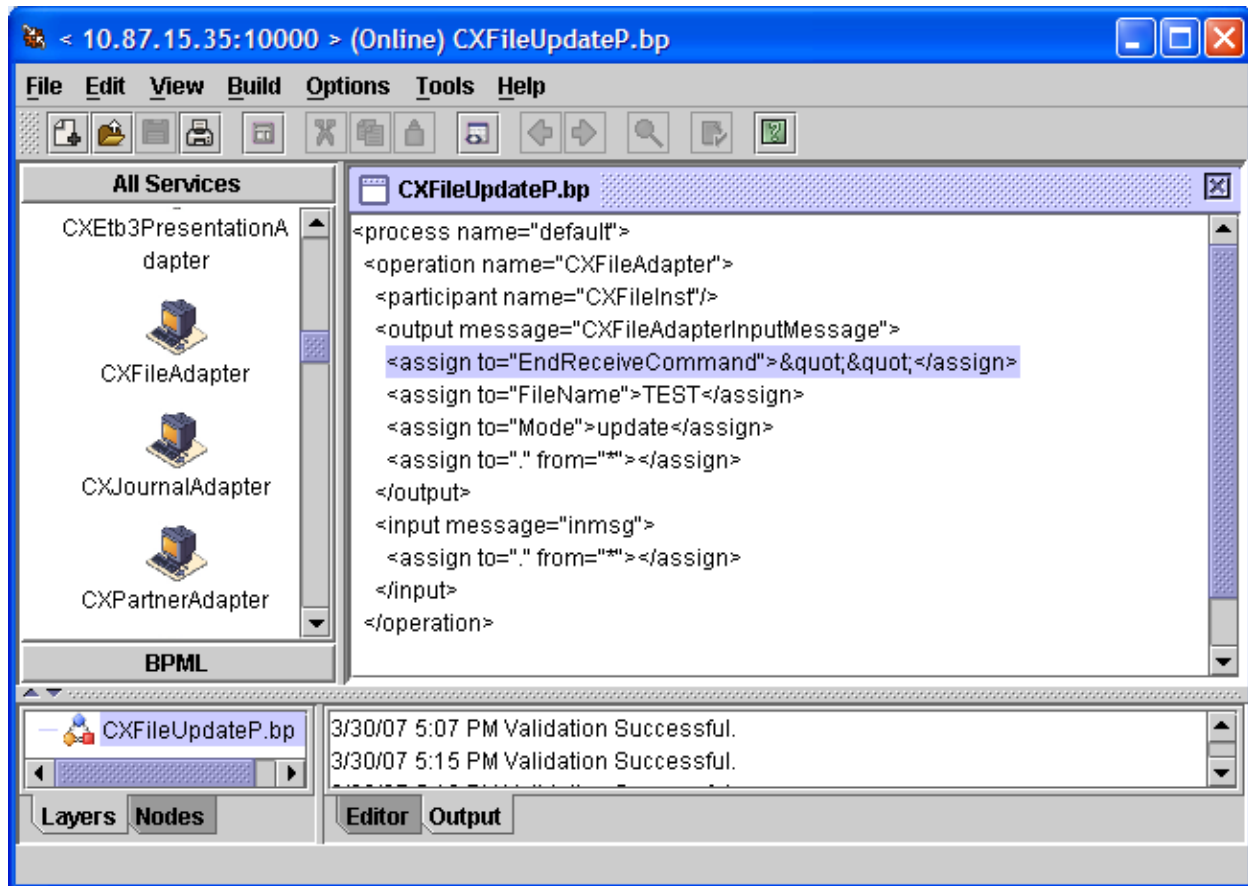 < 10.87.15.35:10000 > (Online) CXFileUpdateP.bp
File Edit View Build Options Tools Help
All Services
CXEtb3PresentationA
dapter
CXFileAdapter
CXJournalAdapter
CXPartnerAdapter
BPML
CXFileUpdateP.bp
<process name="default">
<operation name="CXFileAdapter">
<participant name="CXFileInst"/>
<output message="CXFileAdapterInputMessage">
<assign to="EndReceiveCommand">&quot;&quot;</assign>
<assign to="FileName">TEST</assign>
<assign to="Mode">update</assign>
<assign to="." from="*"></assign>
</output>
<input message="inmsg">
<assign to="." from="*"></assign>
</input>
</operation>
CXFileUpdateP.bp
Layers Nodes
3/30/07 5:07 PM Validation Successful.
3/30/07 5:15 PM Validation Successful.
Editor Output